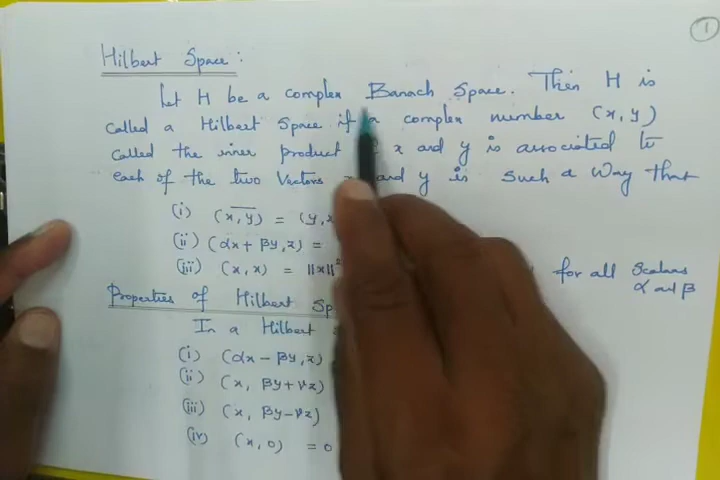 1
Hilbert Space:
Let H be a complex Banach Space. Then H is
called a Hilbert Space if a complex number (x, y)
called the inner product x and y is associated to
each of the two Vectors and y is such a way that
(i) (\overline{x, y}) = (y,
(ii) (αx + βy, z) =
(iii) (x, x) = ||x||² for all Scalars
α and β
Properties of Hilbert Sp
In a Hilbert
(i) (αx - βy, z)
(ii) (x, βy + γz)
(iii) (x, βy - γz)
(iv) (x, 0) = 0